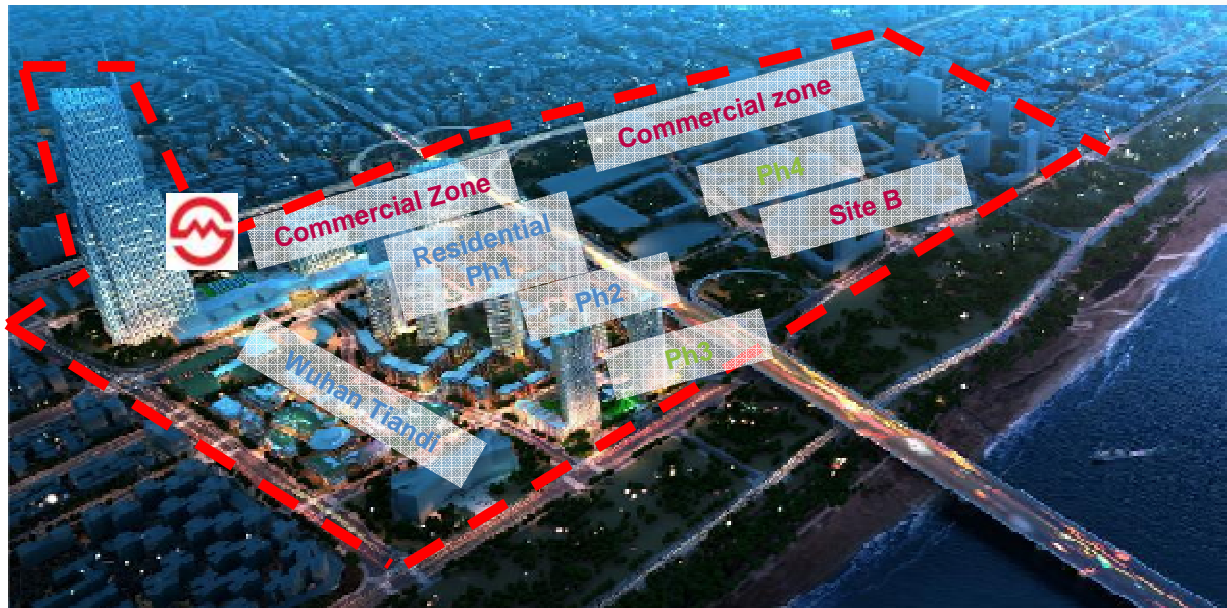 Commercial zone
Ph4
Commercial Zone
Site B
Residential
Ph1
Ph2
Ph3
Wuhan Tiandi